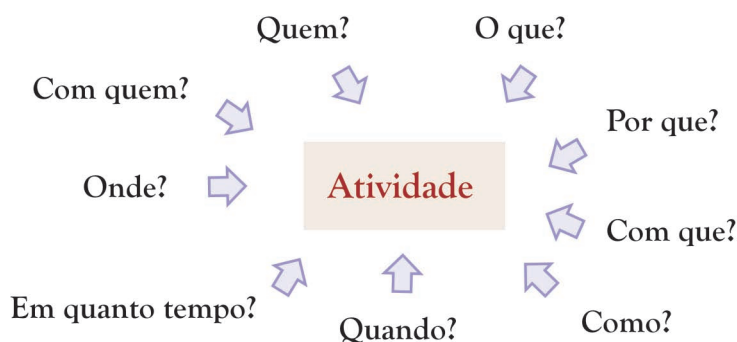 Quem?
O que?
Com quem?
Por que?
Onde?
Atividade
Com que?
Em quanto tempo?
Quando?
Como?